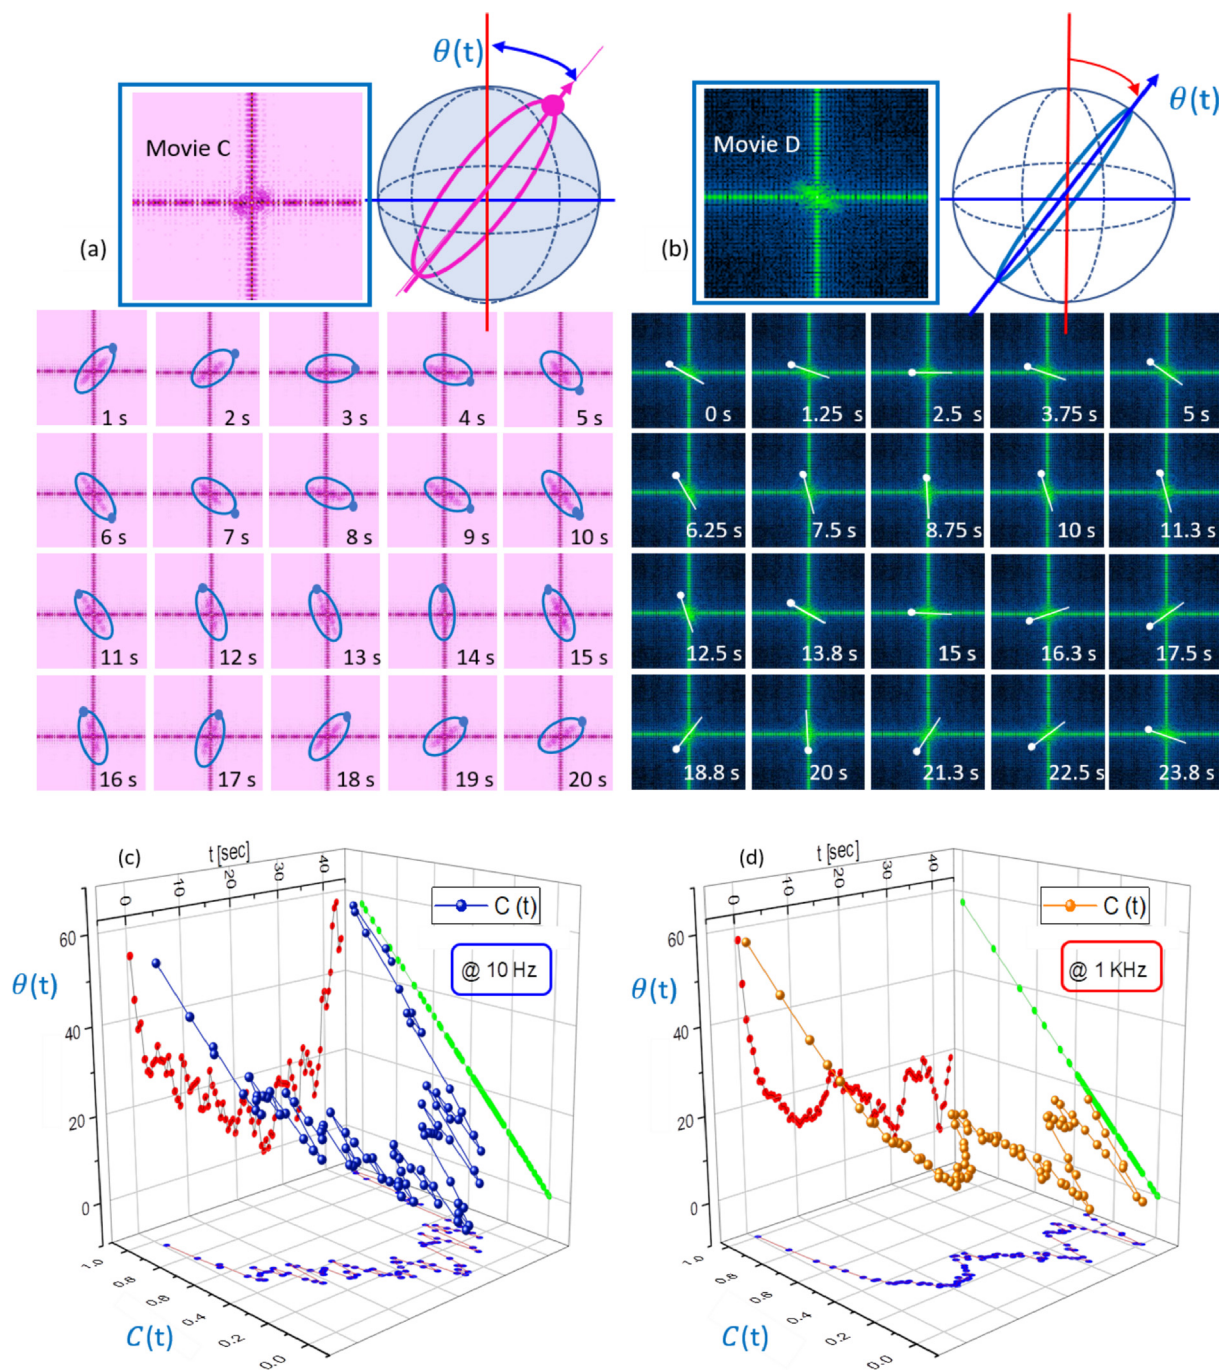 θ(t)
Movie C
(a)
θ(t)
Movie D
(b)
1 s 2 s 3 s 4 s 5 s
6 s 7 s 8 s 9 s 10 s
11 s 12 s 13 s 14 s 15 s
16 s 17 s 18 s 19 s 20 s
0 s 1.25 s 2.5 s 3.75 s 5 s
6.25 s 7.5 s 8.75 s 10 s 11.3 s
12.5 s 13.8 s 15 s 16.3 s 17.5 s
18.8 s 20 s 21.3 s 22.5 s 23.8 s
(c)
t [sec]
0 10 20 30 40
C (t)
@ 10 Hz
60
40
20
0
θ(t)
1.0 0.8 0.6 0.4 0.2 0.0
C(t)
(d)
t [sec]
0 10 20 30 40
C (t)
@ 1 KHz
60
40
20
0
θ(t)
1.0 0.8 0.6 0.4 0.2 0.0
C(t)